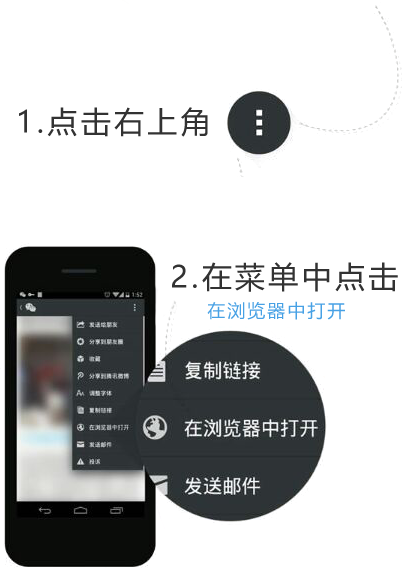 1.点击右上角
2.在菜单中点击
在浏览器中打开
1:52
发送给朋友
分享到朋友圈
收藏
分享到腾讯微博
调整字体
复制链接
在浏览器中打开
发送邮件
投诉
复制链接
在浏览器中打开
发送邮件